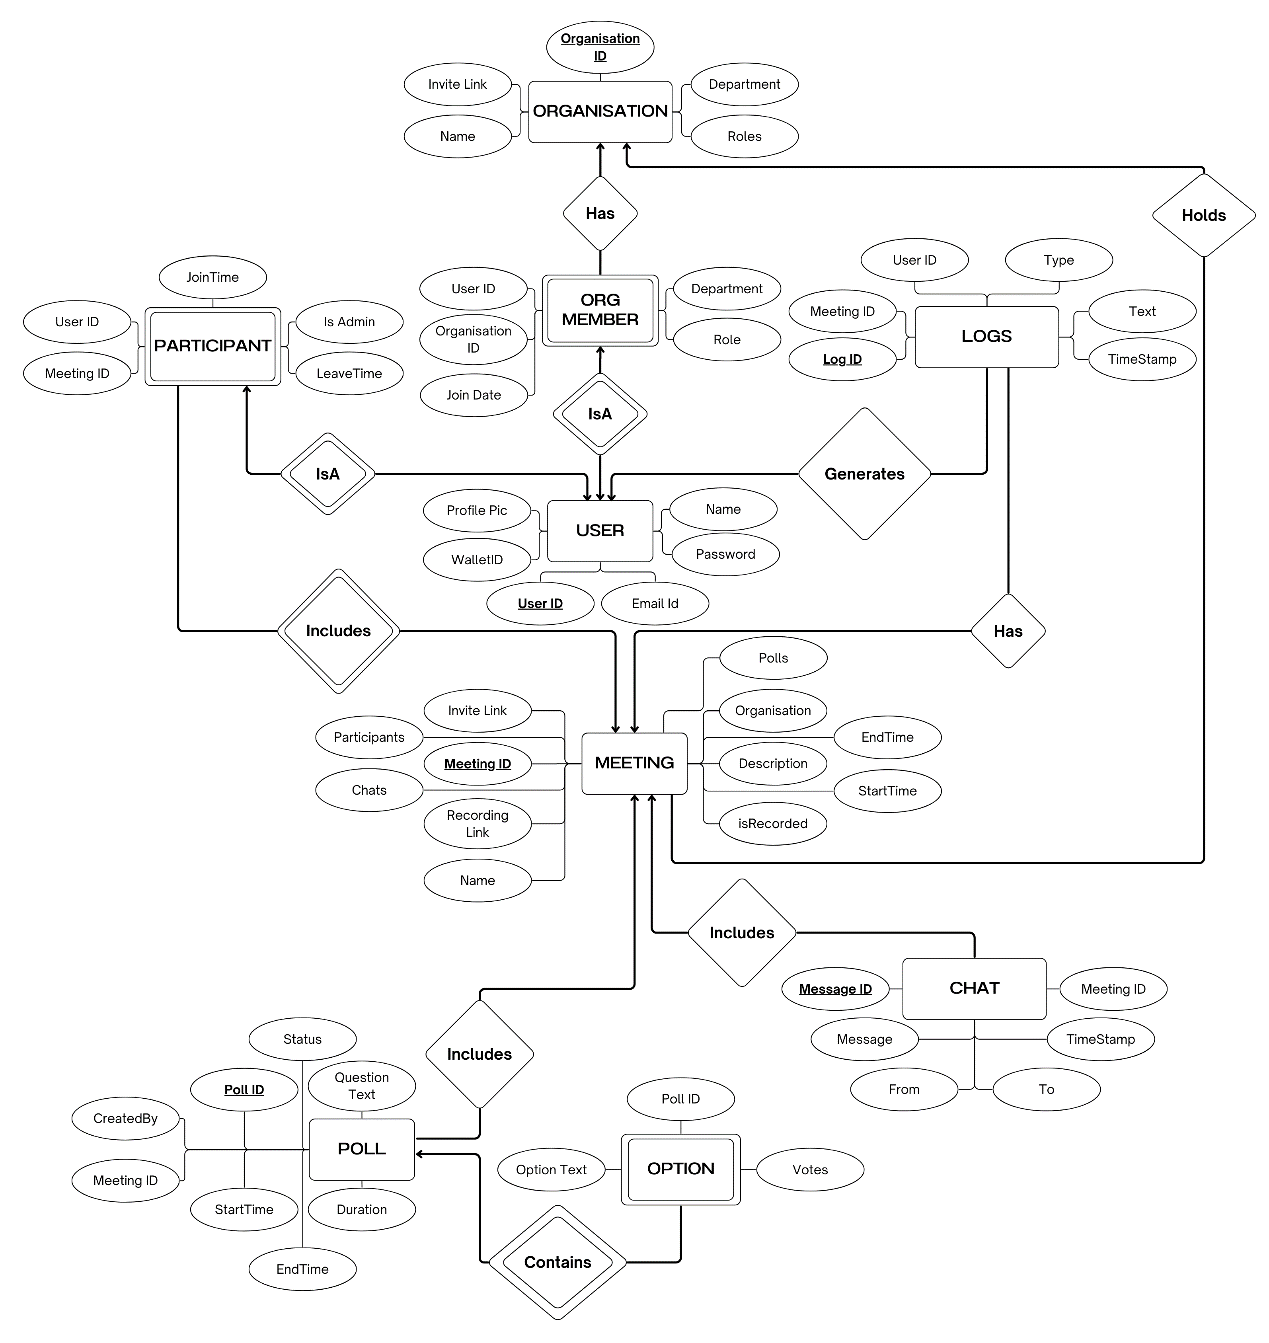 Organisation
ID
Invite Link
Department
ORGANISATION
Name
Roles
Has
Holds
User ID
Type
JoinTime
User ID
ORG
MEMBER
Department
Meeting ID
Text
User ID
Is Admin
Organisation
ID
Role
LOGS
PARTICIPANT
Log ID
TimeStamp
Meeting ID
LeaveTime
Join Date
IsA
IsA
Generates
Profile Pic
Name
USER
WalletID
Password
User ID
Email Id
Includes
Has
Polls
Invite Link
Organisation
Participants
EndTime
Meeting ID
MEETING
Description
Chats
StartTime
Recording
Link
isRecorded
Name
Includes
Message ID
CHAT
Meeting ID
Message
TimeStamp
From
To
Status
Includes
Poll ID
Question
Text
Poll ID
CreatedBy
POLL
Option Text
OPTION
Votes
Meeting ID
StartTime
Duration
EndTime
Contains